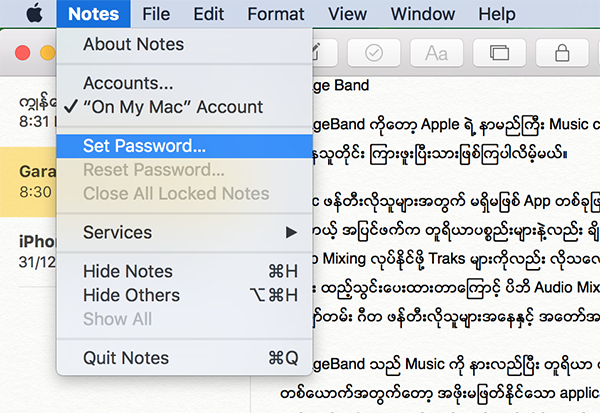 Notes File Edit Format View Window Help
About Notes
Accounts...
✓ “On My Mac” Account
Set Password...
Reset Password...
Close All Locked Notes
Services ▶
Hide Notes ⌘H
Hide Others ⌥⌘H
Show All
Quit Notes ⌘Q
8:31
Gara
8:30
iPhon
31/12
Aa
ge Band
geBand ကိုတော့ Apple ရဲ့ နာမည်ကြီး Music c
နေသူတိုင်း ကြားဖူးပြီးသားဖြစ်ကြပါလိမ့်မယ်။
ဖန်တီးလိုသူများအတွက် မရှိမဖြစ် App တစ်ခုဖြ
အပြင်ဖက်က တူရိယာပစ္စည်းများနဲ့လည်း ချိ
Mixing လုပ်နိုင်ဖို့ Traks များကိုလည်း လိုသလေ
ထည့်သွင်းပေးထားတာကြောင့် ပိဘိ Audio Mix
ဂီတ ဖန်တီးလိုသူများအနေနှင့် အတော်အ
geBand သည် Music ကို နားလည်ပြီး တူရိယာ
တစ်ယောက်အတွက်တော့ အဖိုးမဖြတ်နိုင်သော applica